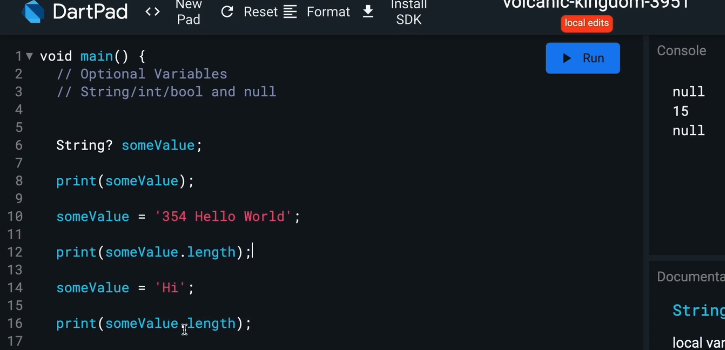 DartPad
<>
New
Pad
Reset
Format
Install
SDK
volcanic-kingdom-3951
local edits
1 void main() {
2 // Optional Variables
3 // String/int/bool and null
4
5
6 String? someValue;
7
8 print(someValue);
9
10 someValue = '354 Hello World';
11
12 print(someValue.length);
13
14 someValue = 'Hi';
15
16 print(someValue.length);
17
Run
Console
null
15
null
Documenta
String
local var